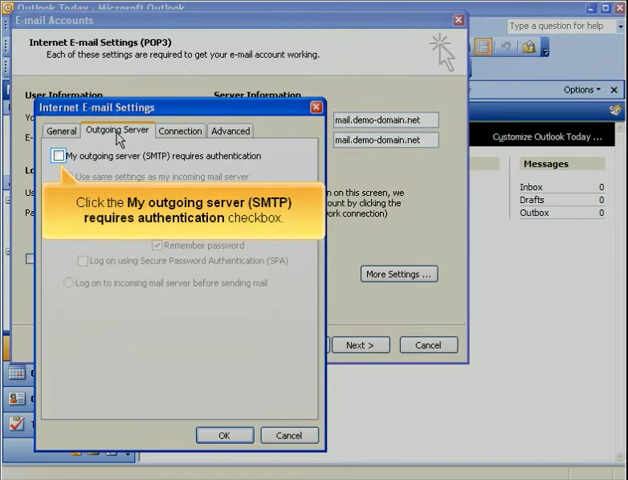 Outlook Today - Microsoft Outlook
E-mail Accounts
Type a question for help
Internet E-mail Settings (POP3)
Each of these settings are required to get your e-mail account working.
User Information
Server Information
Options
Internet E-mail Settings
mail.demo-domain.net
General
Outgoing Server
Connection
Advanced
mail.demo-domain.net
Customize Outlook Today ...
My outgoing server (SMTP) requires authentication
Messages
Use same settings as my incoming mail server
Inbox 0
Drafts 0
Outbox 0
Click the My outgoing server (SMTP)
requires authentication checkbox.
on on this screen, we
count by clicking the
work connection)
Remember password
Log on using Secure Password Authentication (SPA)
More Settings ...
Log on to incoming mail server before sending mail
Next >
Cancel
OK
Cancel